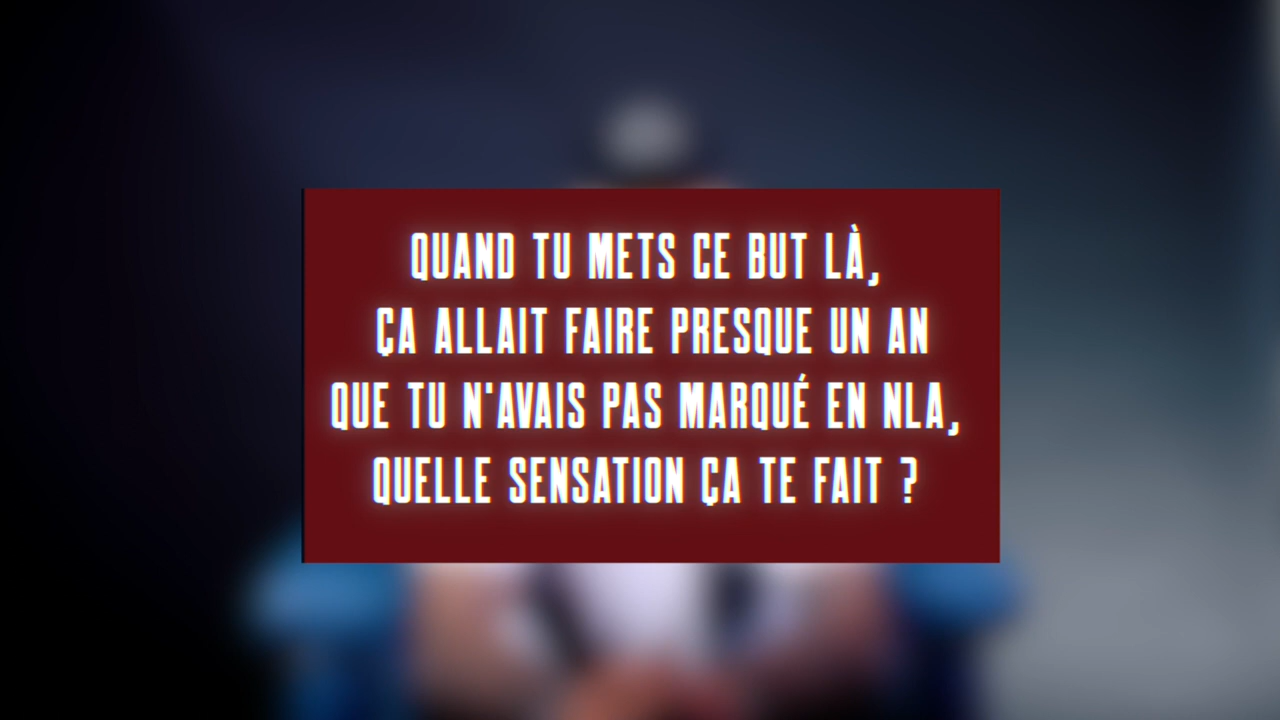 QUAND TU METS CE BUT LÀ,
ÇA ALLAIT FAIRE PRESQUE UN AN
QUE TU N'AVAIS PAS MARQUÉ EN NLA,
QUELLE SENSATION ÇA TE FAIT ?